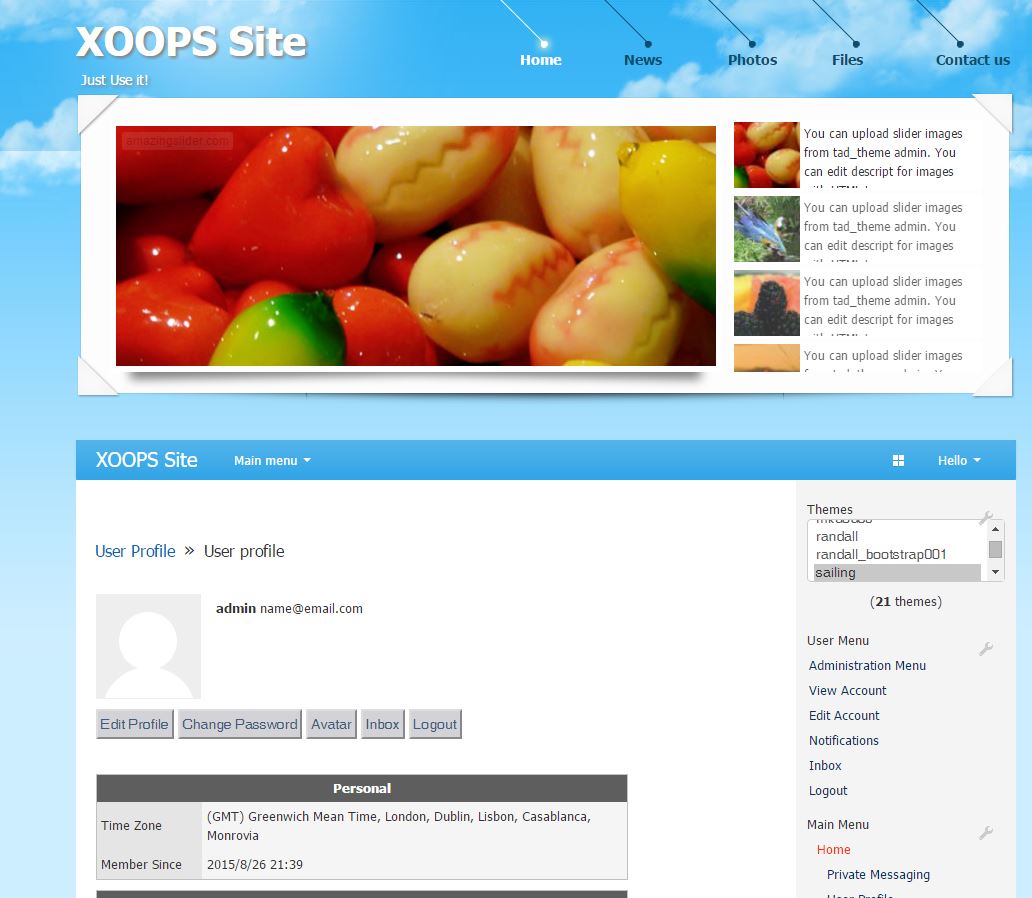 XOOPS Site
Just Use it!
Home
News
Photos
Files
Contact us
amazingslider.com
You can upload slider images
from tad_theme admin. You
can edit descript for images
You can upload slider images
from tad_theme admin. You
can edit descript for images
You can upload slider images
from tad_theme admin. You
can edit descript for images
You can upload slider images
XOOPS Site
Main menu
Hello
User Profile » User profile
admin name@email.com
Edit Profile
Change Password
Avatar
Inbox
Logout
Personal
Time Zone
(GMT) Greenwich Mean Time, London, Dublin, Lisbon, Casablanca,
Monrovia
Member Since
2015/8/26 21:39
Themes
randall
randall_bootstrap001
sailing
(21 themes)
User Menu
Administration Menu
View Account
Edit Account
Notifications
Inbox
Logout
Main Menu
Home
Private Messaging
User Profile